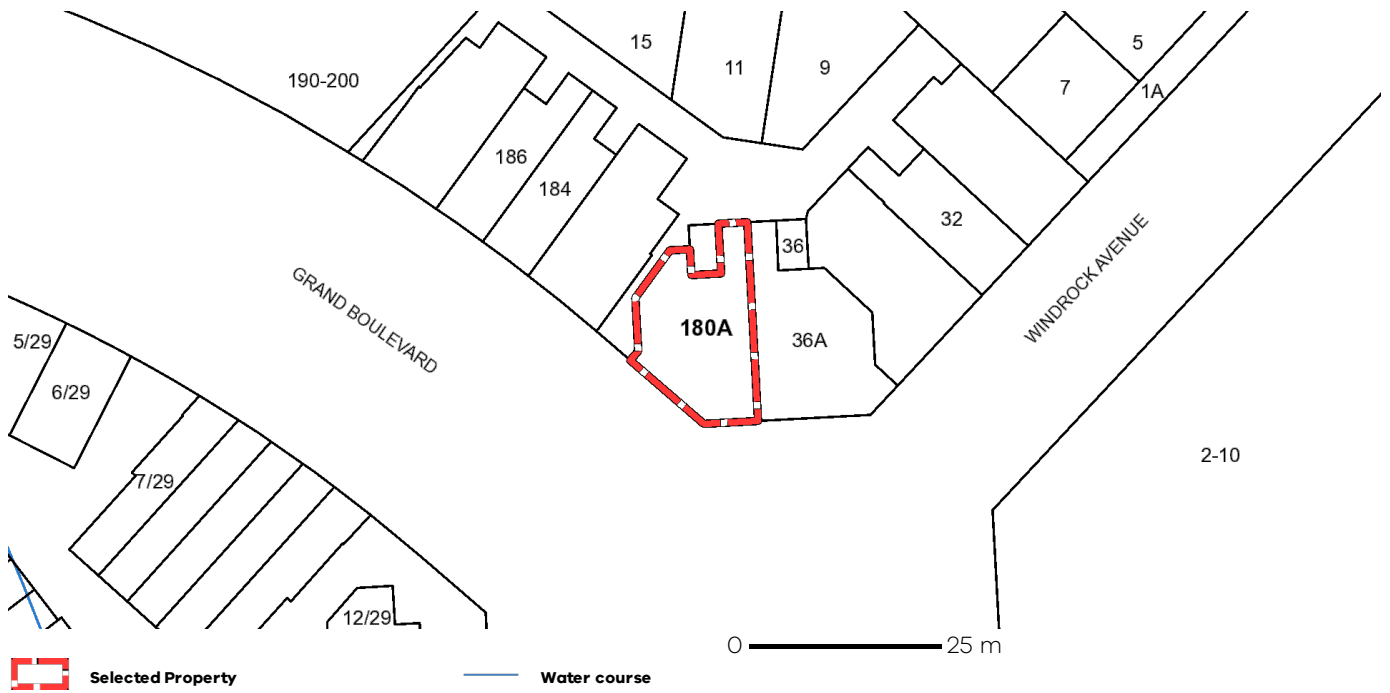 15
11
9
5
190-200
7
1A
186
184
32
36
GRAND BOULEVARD
WINDROCK AVENUE
180A
36A
5/29
6/29
7/29
2-10
12/29
0 25 m
Selected Property
Water course